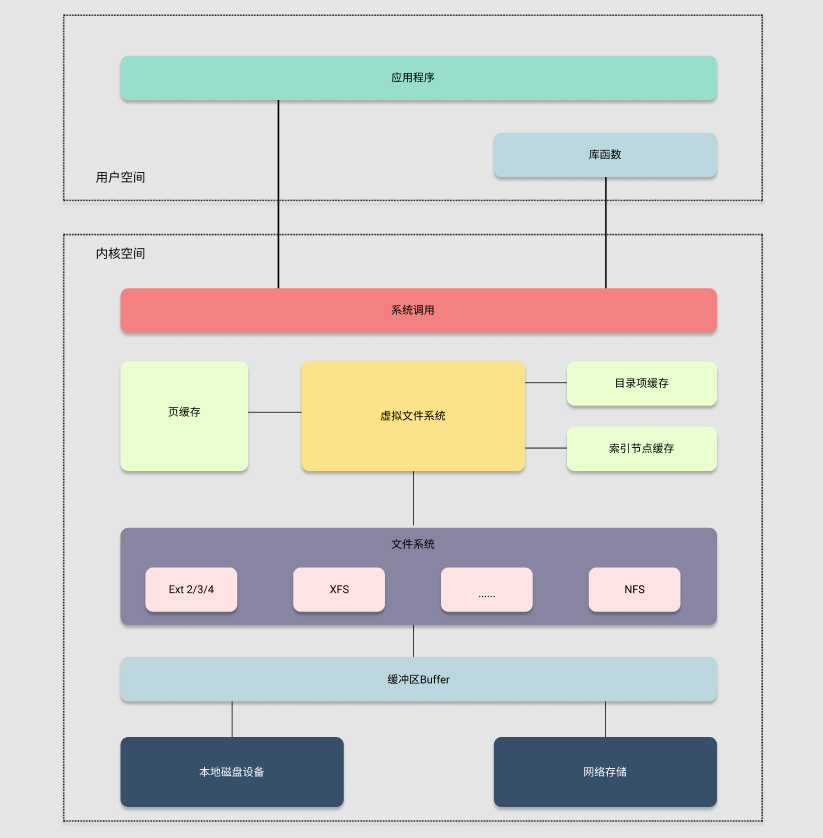 应用程序
库函数
用户空间
内核空间
系统调用
页缓存
虚拟文件系统
目录项缓存
索引节点缓存
文件系统
Ext 2/3/4
XFS
......
NFS
缓冲区Buffer
本地磁盘设备
网络存储